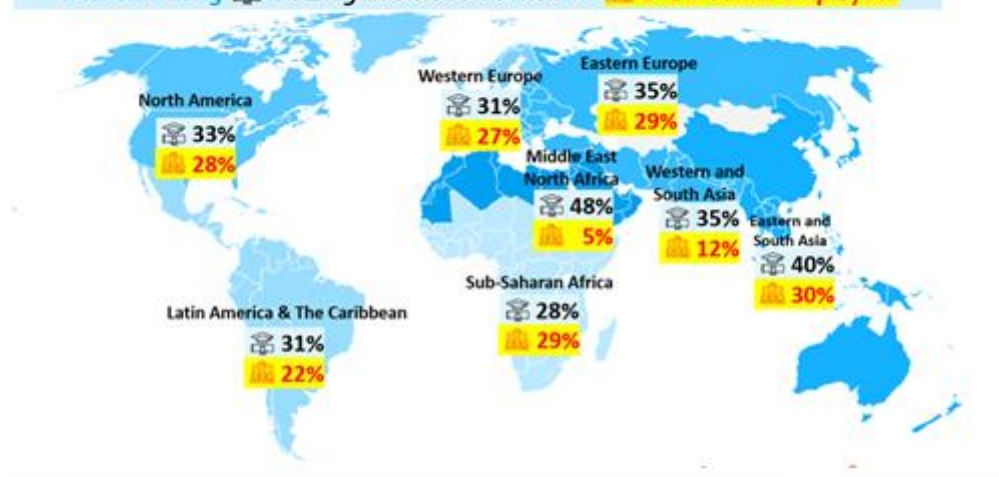 North America
33%
28%
Western Europe
31%
27%
Eastern Europe
35%
29%
Middle East
North Africa
48%
5%
Western and
South Asia
35%
12%
Eastern and
South Asia
40%
30%
Sub-Saharan Africa
28%
29%
Latin America & The Caribbean
31%
22%